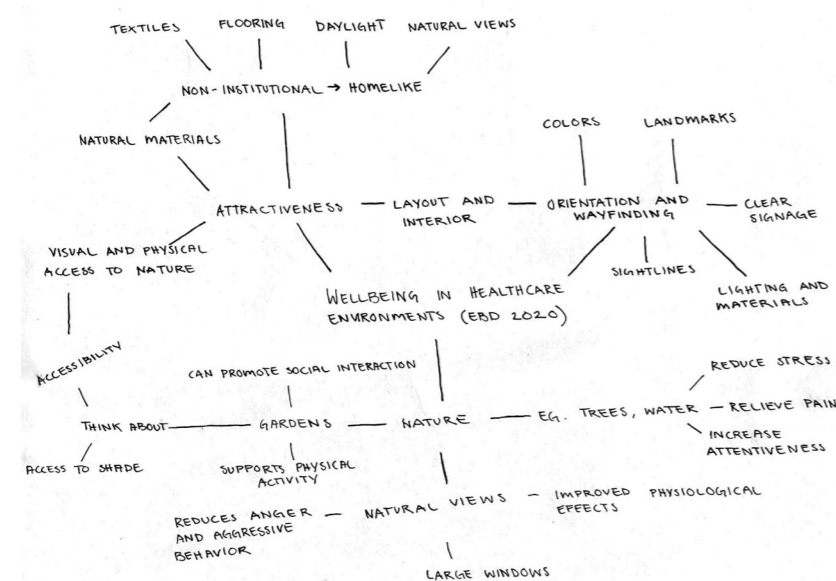 TEXTILES
FLOORING
DAYLIGHT
NATURAL VIEWS
NON-INSTITUTIONAL → HOMELIKE
NATURAL MATERIALS
COLORS
LANDMARKS
ATTRACTIVENESS
LAYOUT AND
INTERIOR
ORIENTATION AND
WAYFINDING
CLEAR
SIGNAGE
VISUAL AND PHYSICAL
ACCESS TO NATURE
SIGHTLINES
LIGHTING AND
MATERIALS
WELLBEING IN HEALTHCARE
ENVIRONMENTS (EBD 2020)
ACCESSIBILITY
CAN PROMOTE SOCIAL INTERACTION
REDUCE STRESS
THINK ABOUT
GARDENS
NATURE
EG. TREES, WATER
RELIEVE PAIN
INCREASE
ATTENTIVENESS
ACCESS TO SHADE
SUPPORTS PHYSICAL
ACTIVITY
NATURAL VIEWS
IMPROVED PHYSIOLOGICAL
EFFECTS
REDUCES ANGER
AND AGGRESSIVE
BEHAVIOR
LARGE WINDOWS